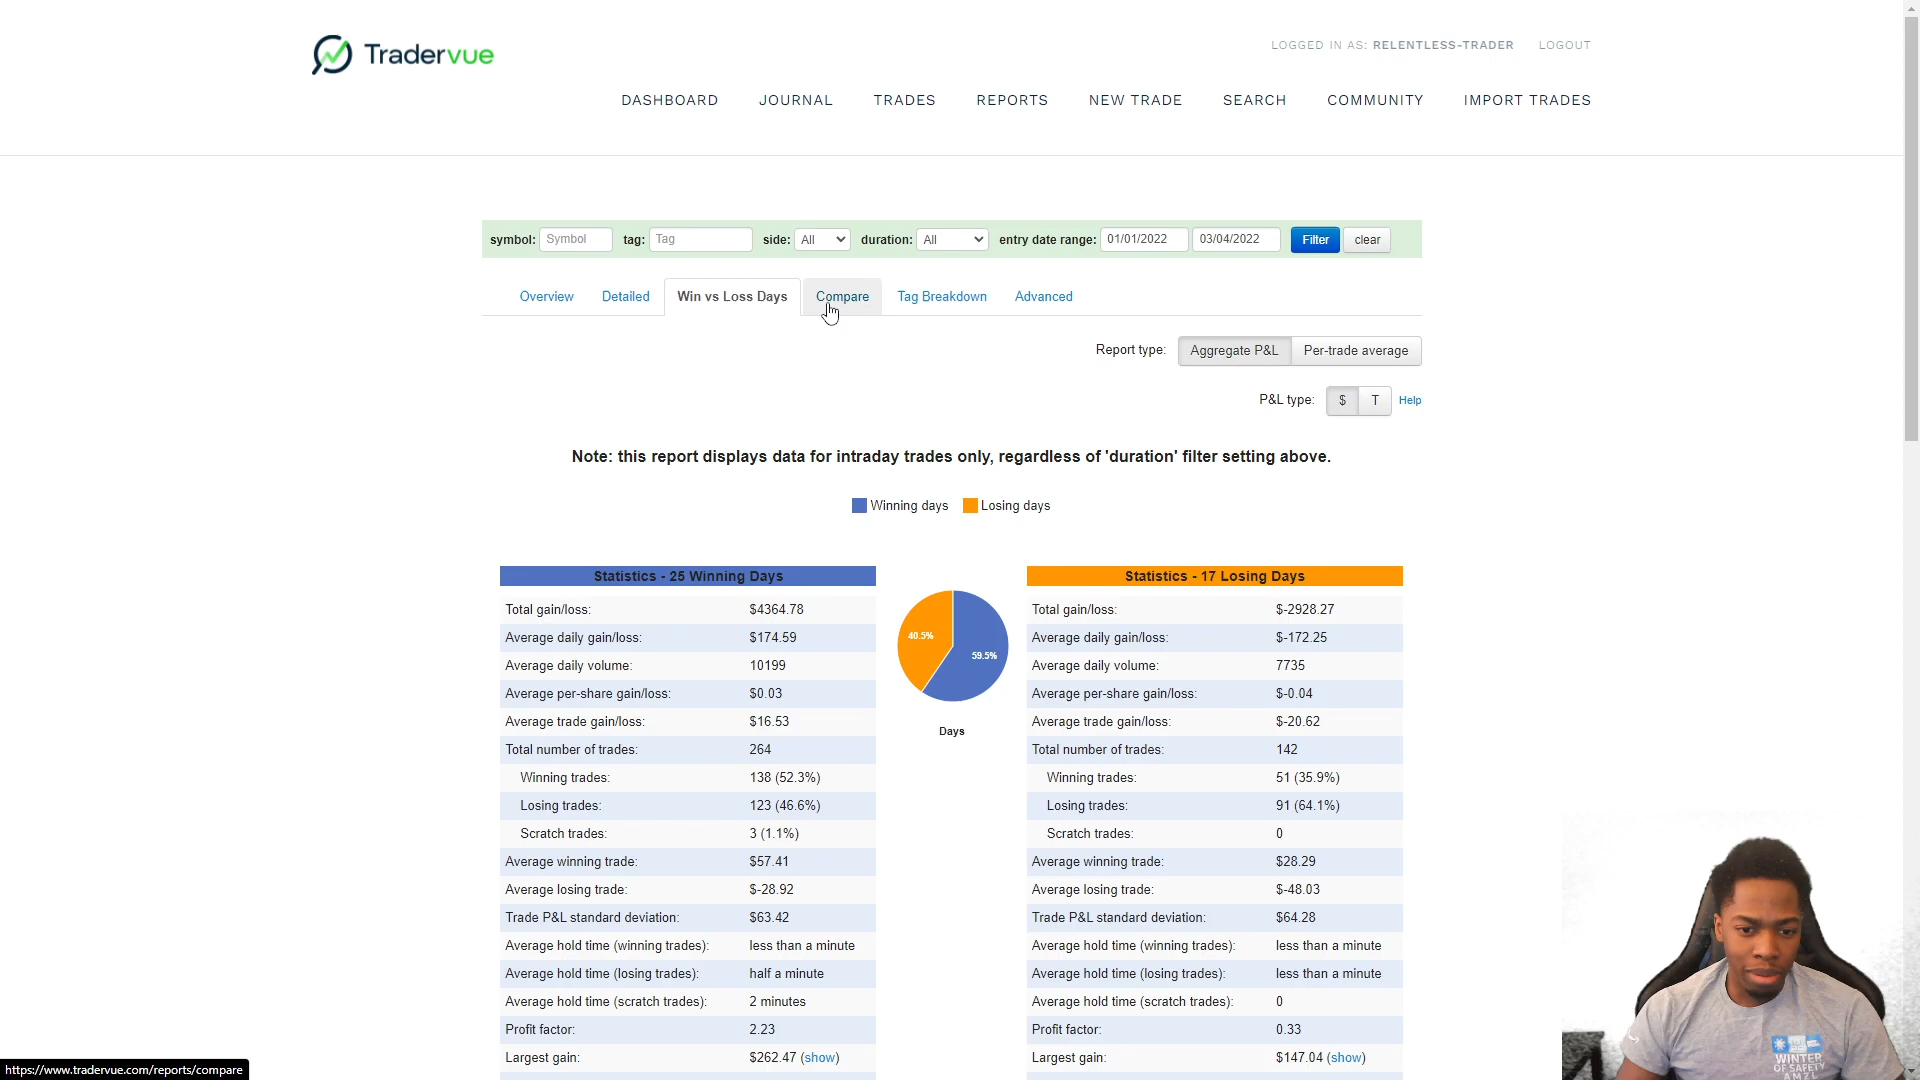 Tradervue
LOGGED IN AS: RELENTLESS-TRADER LOGOUT
DASHBOARD JOURNAL TRADES REPORTS NEW TRADE SEARCH COMMUNITY IMPORT TRADES
symbol: Symbol tag: Tag side: All duration: All entry date range: 01/01/2022 03/04/2022 Filter clear
Overview Detailed Win vs Loss Days Compare Tag Breakdown Advanced
Report type: Aggregate P&L Per-trade average
P&L type: $ T Help
Note: this report displays data for intraday trades only, regardless of 'duration' filter setting above.
Winning days Losing days
Statistics - 25 Winning Days
Total gain/loss: $4364.78
Average daily gain/loss: $174.59
Average daily volume: 10199
Average per-share gain/loss: $0.03
Average trade gain/loss: $16.53
Total number of trades: 264
Winning trades: 138 (52.3%)
Losing trades: 123 (46.6%)
Scratch trades: 3 (1.1%)
Average winning trade: $57.41
Average losing trade: $-28.92
Trade P&L standard deviation: $63.42
Average hold time (winning trades): less than a minute
Average hold time (losing trades): half a minute
Average hold time (scratch trades): 2 minutes
Profit factor: 2.23
Largest gain: $262.47 (show)
40.5%
59.5%
Days
Statistics - 17 Losing Days
Total gain/loss: $-2928.27
Average daily gain/loss: $-172.25
Average daily volume: 7735
Average per-share gain/loss: $-0.04
Average trade gain/loss: $-20.62
Total number of trades: 142
Winning trades: 51 (35.9%)
Losing trades: 91 (64.1%)
Scratch trades: 0
Average winning trade: $28.29
Average losing trade: $-48.03
Trade P&L standard deviation: $64.28
Average hold time (winning trades): less than a minute
Average hold time (losing trades): less than a minute
Average hold time (scratch trades): 0
Profit factor: 0.33
Largest gain: $147.04 (show)
WINTER
OF SAFETY
AMZL
https://www.tradervue.com/reports/compare